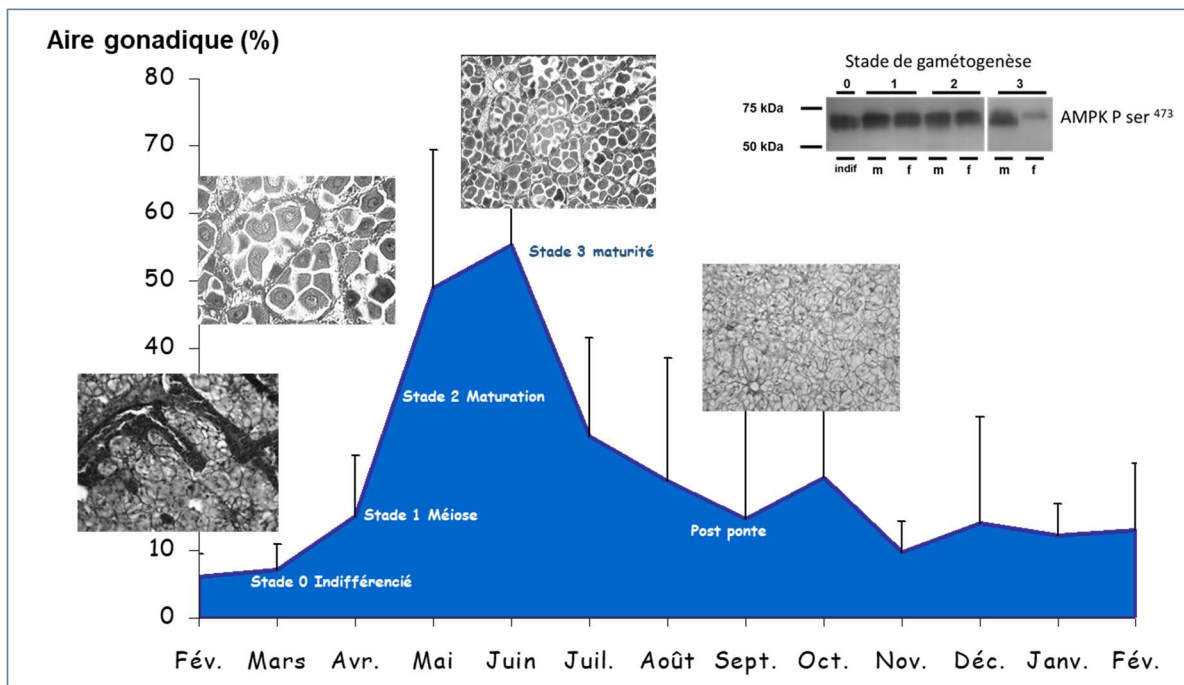 Aire gonadique (%)
80
70
60
50
40
10
0
Fév. Mars Avr. Mai Juin Juil. Août Sept. Oct. Nov. Déc. Janv. Fév.
Stade 0 Indifférencié
Stade 1 Méiose
Stade 2 Maturation
Stade 3 maturité
Post ponte
Stade de gamétogenèse
0 1 2 3
75 kDa
50 kDa
AMPK P ser 473
indif m f m f m f